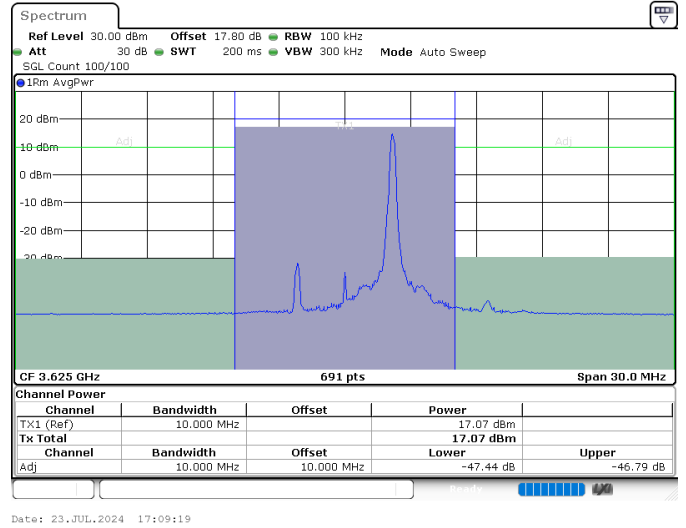 Spectrum
Ref Level 30.00 dBm Offset 17.80 dB RBW 100 kHz
Att 30 dB SWT 200 ms VBW 300 kHz Mode Auto Sweep
SGL Count 100/100
1Rm AvgPwr
TX1
20 dBm
Adj Adj
10 dBm
0 dBm
-10 dBm
-20 dBm
-30 dBm
CF 3.625 GHz 691 pts Span 30.0 MHz
Channel Power
Channel Bandwidth Offset Power
TX1 (Ref) 10.000 MHz 17.07 dBm
Tx Total 17.07 dBm
Channel Bandwidth Offset Lower Upper
Adj 10.000 MHz 10.000 MHz -47.44 dB -46.79 dB
Ready
Date: 23.JUL.2024 17:09:19